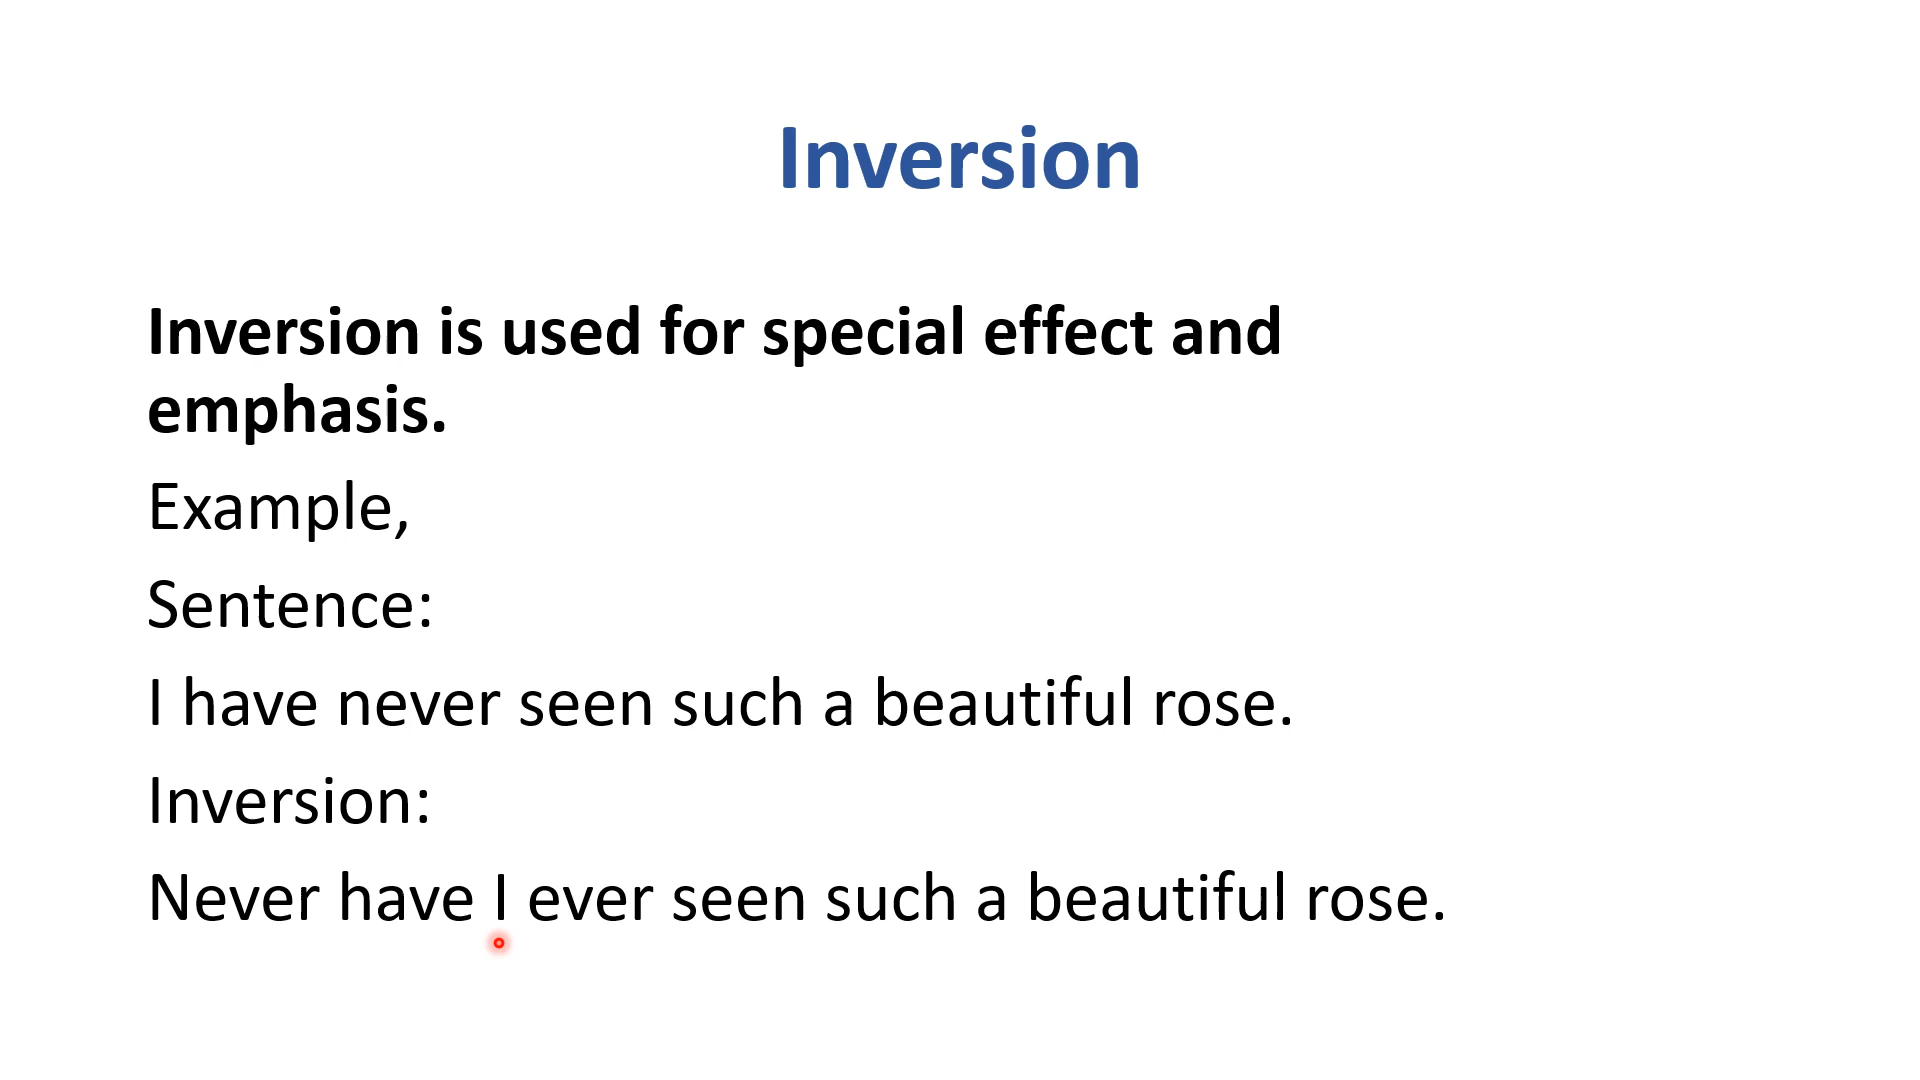 Inversion
Inversion is used for special effect and
emphasis.
Example,
Sentence:
I have never seen such a beautiful rose.
Inversion:
Never have I ever seen such a beautiful rose.